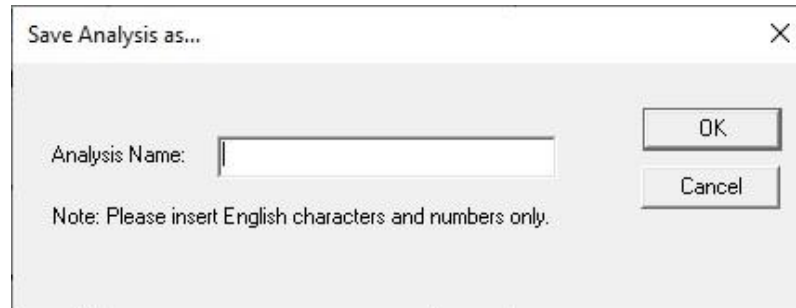 Save Analysis as...
OK
Analysis Name:
Cancel
Note: Please insert English characters and numbers only.